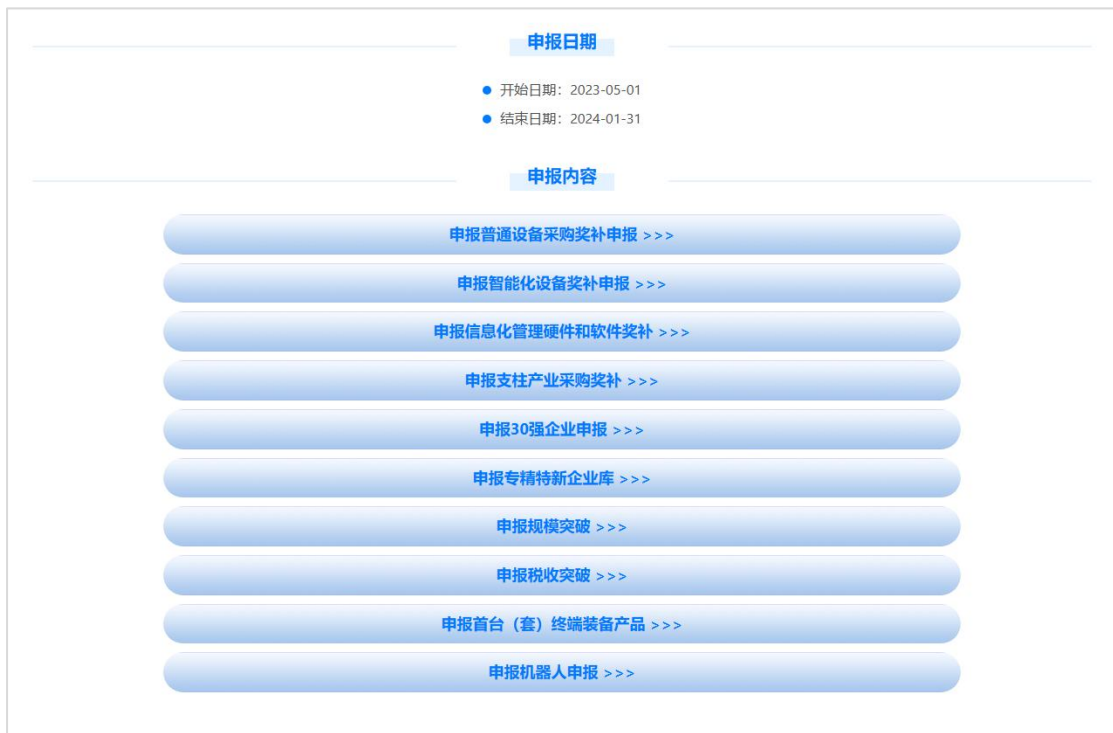 申报日期
开始日期：2023-05-01
结束日期：2024-01-31
申报内容
申报普通设备采购奖补申报 >>>
申报智能化设备奖补申报 >>>
申报信息化管理硬件和软件奖补 >>>
申报支柱产业采购奖补 >>>
申报30强企业申报 >>>
申报专精特新企业库 >>>
申报规模突破 >>>
申报税收突破 >>>
申报首台（套）终端装备产品 >>>
申报机器人申报 >>>